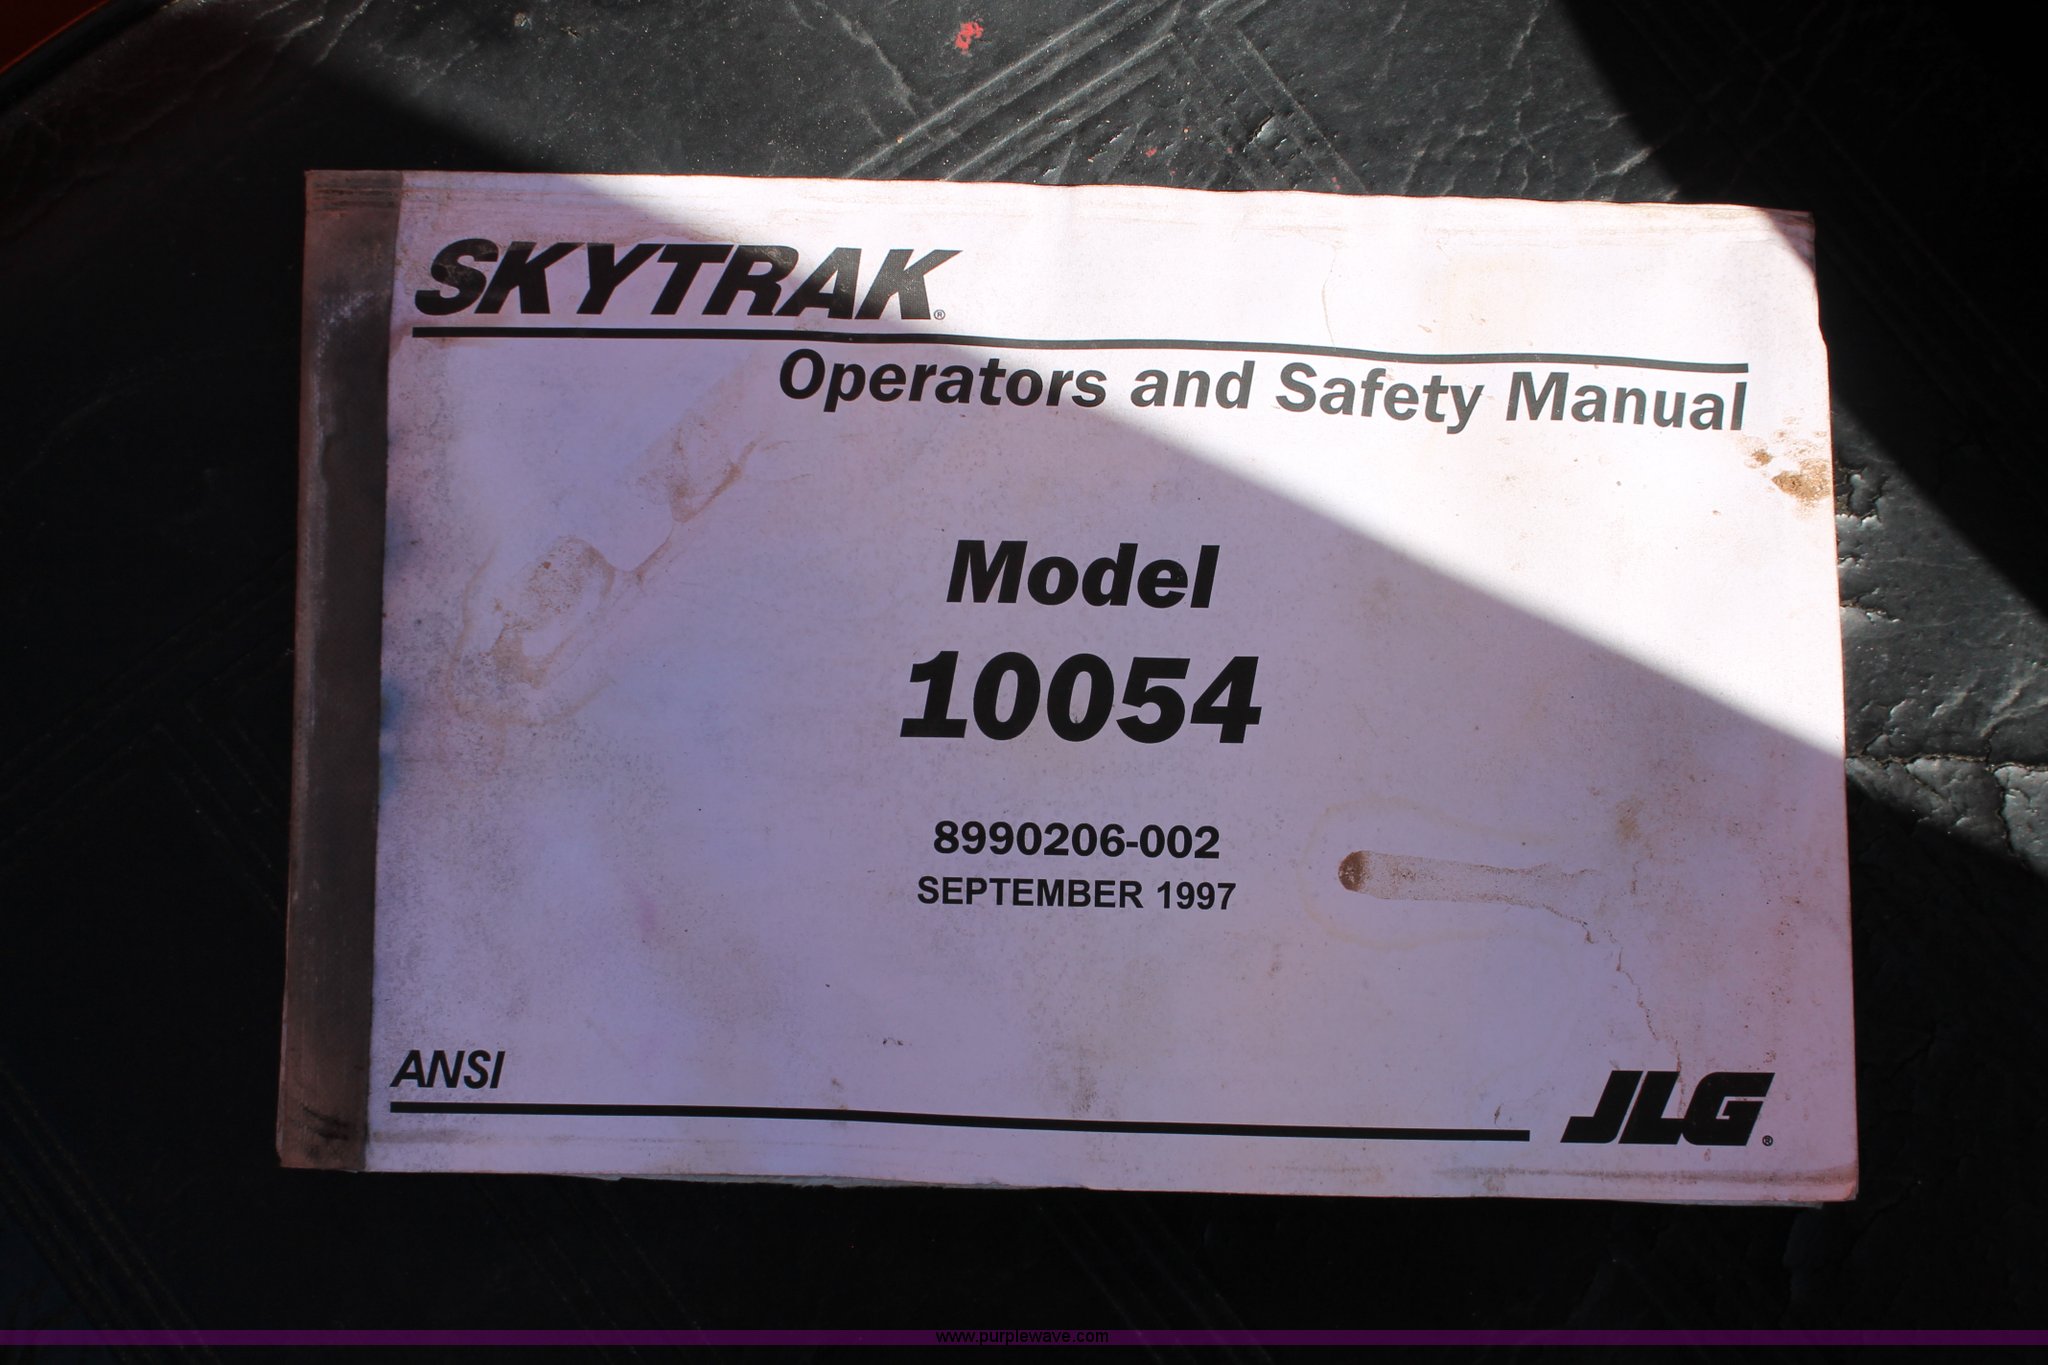 SKYTRAK®
Operators and Safety Manual
Model
10054
8990206-002
SEPTEMBER 1997
ANSI
JLG®
www.purplewave.com